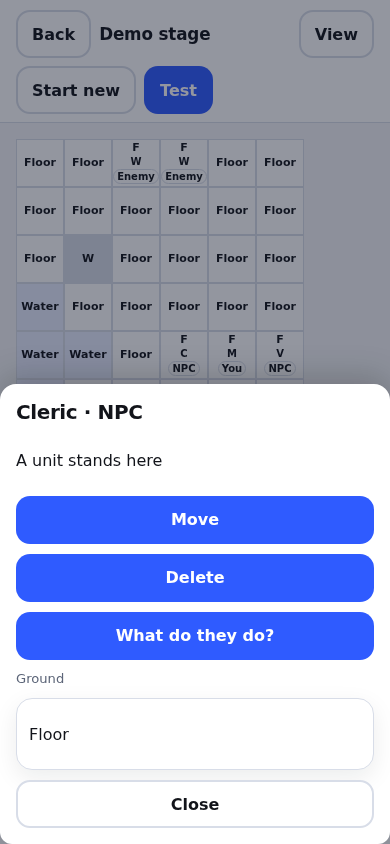 Back Demo stage View
Start new Test
Floor Floor F F Floor Floor
W W
Enemy Enemy
Floor Floor Floor Floor Floor Floor
Floor W Floor Floor Floor Floor
Water Floor Floor Floor Floor Floor
Water Water Floor F F F
C M V
NPC You NPC
Cleric · NPC
A unit stands here
Move
Delete
What do they do?
Ground
Floor
Close